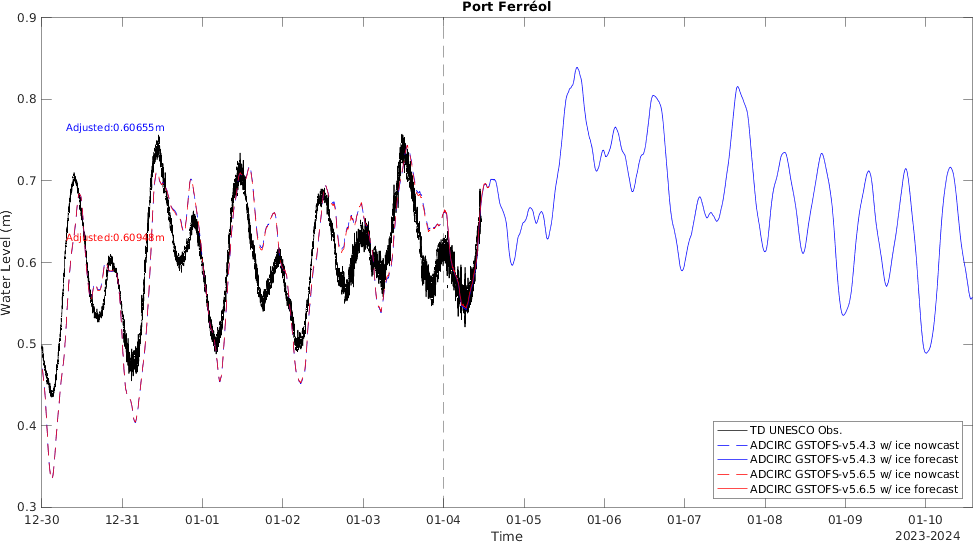 Port Ferréol
Water Level (m)
0.9
0.8
0.7
0.6
0.5
0.4
0.3
Adjusted:0.60655m
Adjusted:0.60948m
TD UNESCO Obs.
ADCIRC GSTOFS-v5.4.3 w/ ice nowcast
ADCIRC GSTOFS-v5.4.3 w/ ice forecast
ADCIRC GSTOFS-v5.6.5 w/ ice nowcast
ADCIRC GSTOFS-v5.6.5 w/ ice forecast
12-30 12-31 01-01 01-02 01-03 01-04 01-05 01-06 01-07 01-08 01-09 01-10
Time
2023-2024